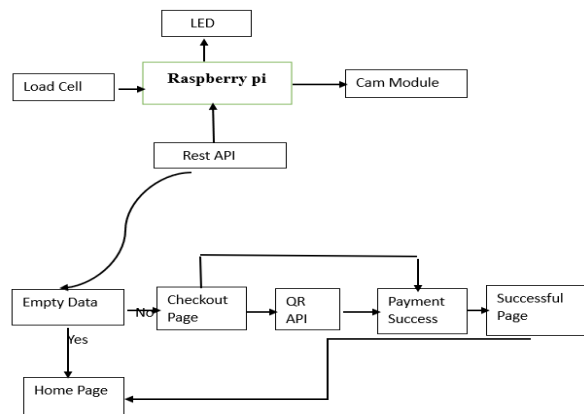 LED
Raspberry pi
Load Cell
Cam Module
Rest API
Empty Data
No
Checkout
Page
QR
API
Payment
Success
Successful
Page
Yes
Home Page